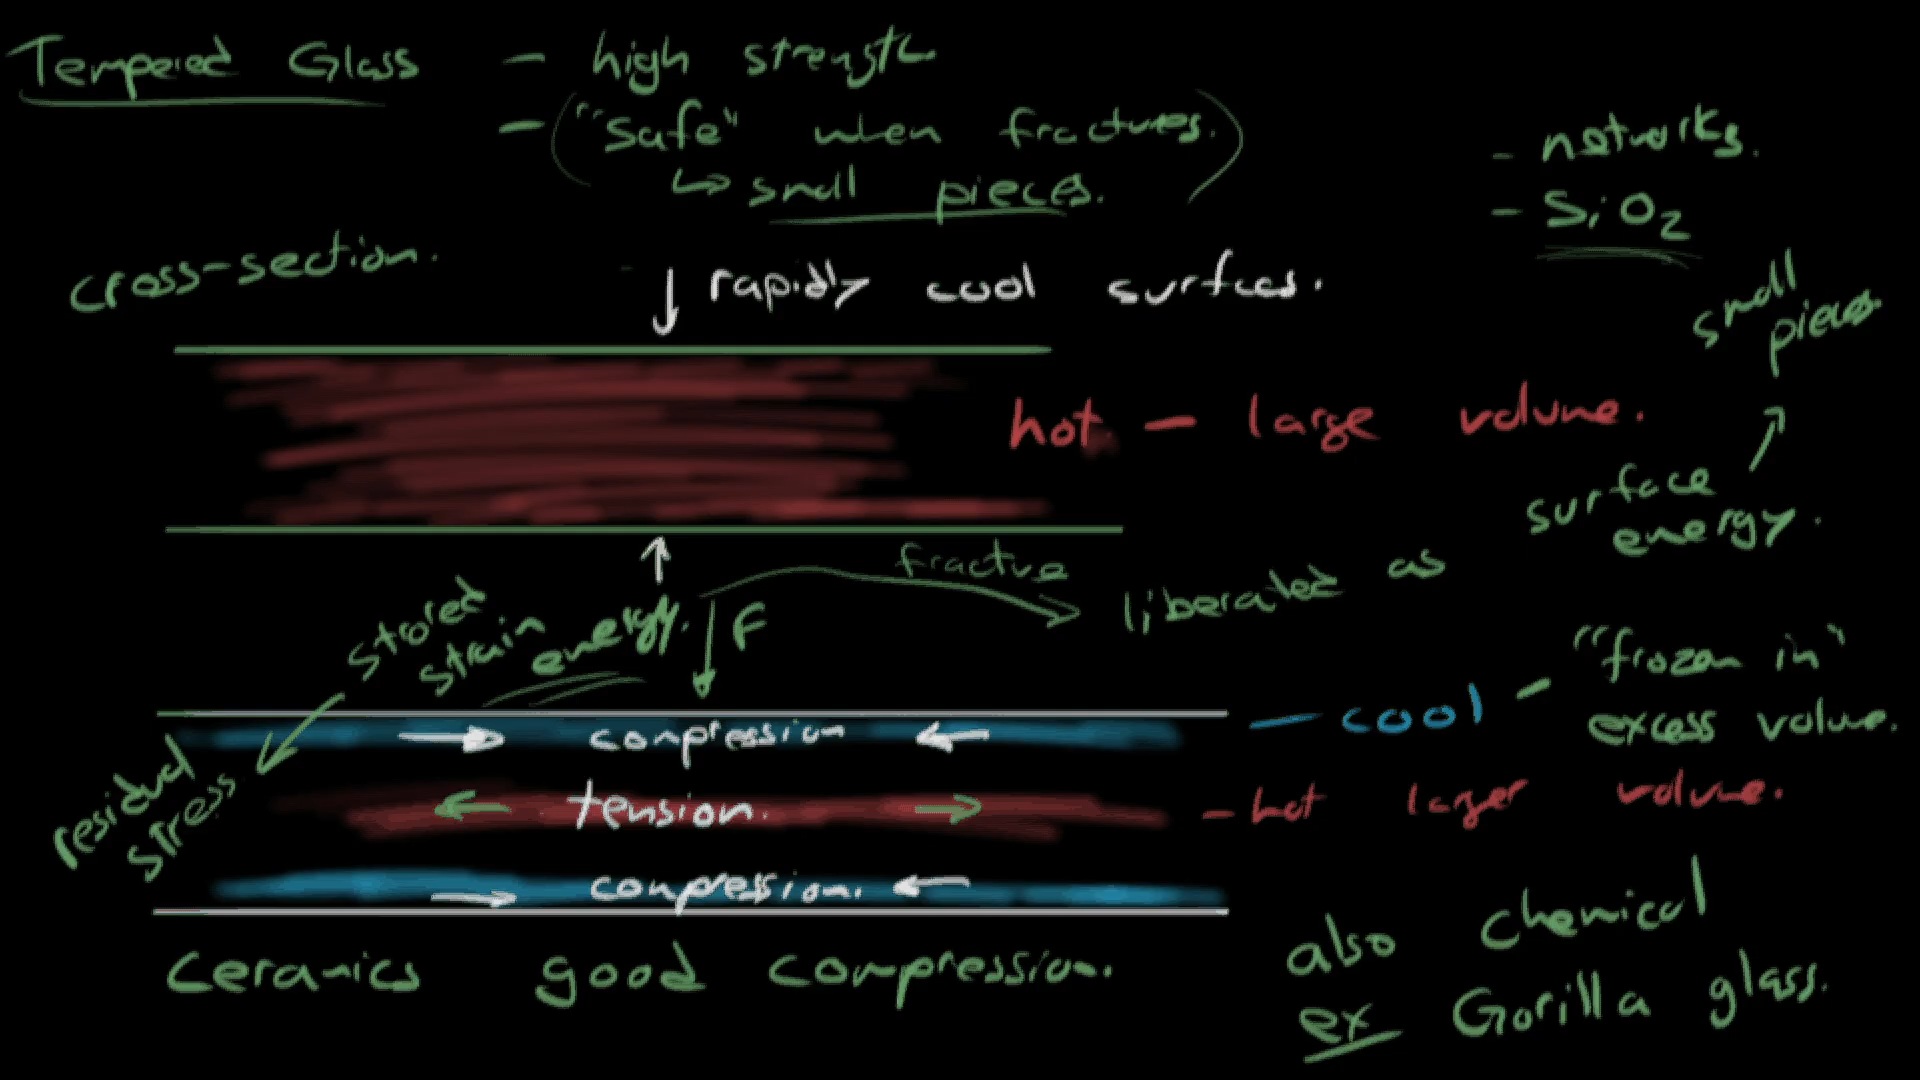 Tempered Glass - high strength
- ("Safe" when fractures.)
↳ small pieces.
- networks.
- SiO2
cross-section.
↓ rapidly cool surfaces.
small
pieces
hot - large volume.
surface
energy.
fracture
liberated as
stored
strain
energy.
F
"frozen in"
- cool - excess volume.
residual
stress
compression
tension.
- hot larger volume.
compression.
ceramics good compression.
also chemical
ex Gorilla glass.